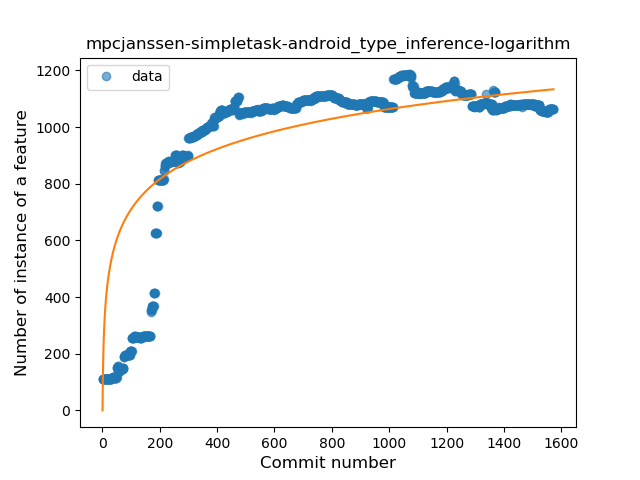 mpcjanssen-simpletask-android_type_inference-logarithm
data
Number of instance of a feature
1200
1000
800
600
400
200
0
0 200 400 600 800 1000 1200 1400 1600
Commit number